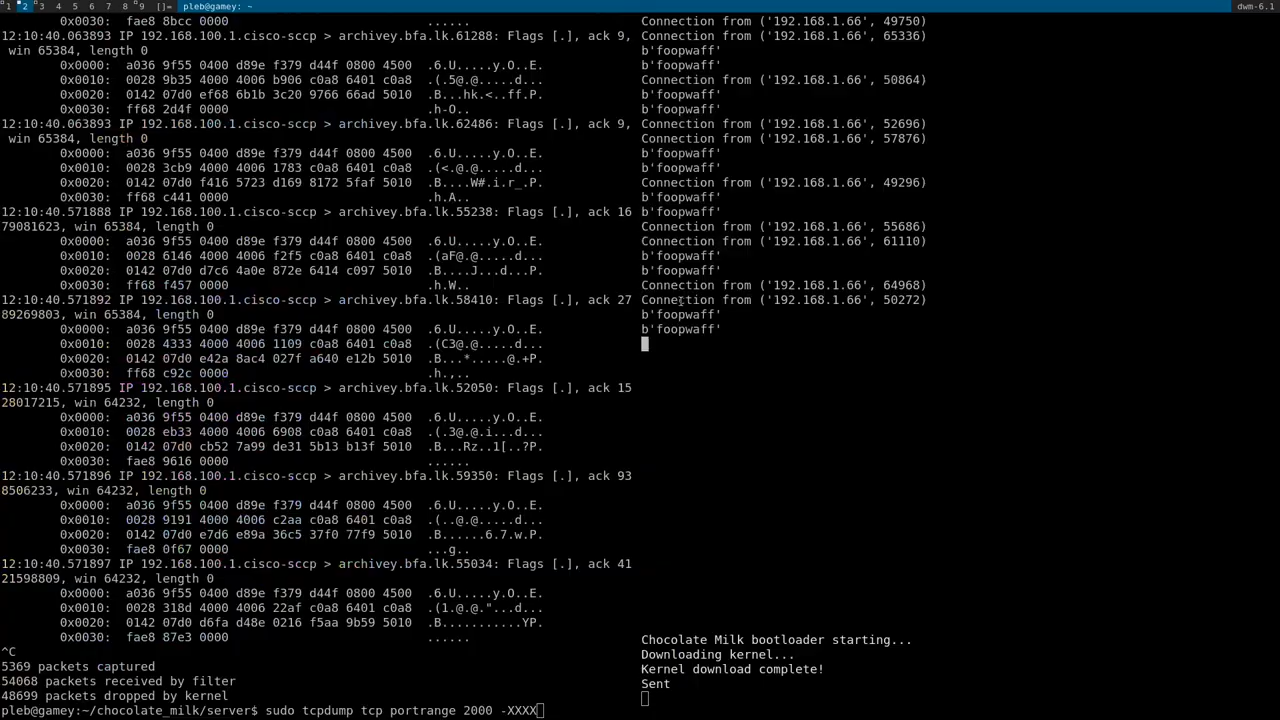 1 2 3 4 5 6 7 8 9 []= pleb@gamey: ~ dwm-6.1
0x0030: fae8 8bcc ......
12:10:40.063893 IP 192.168.100.1.cisco-sccp > archivey.bfa.lk.61288: Flags [.], ack 9,
win 65384, length 0
0x0000: a036 9f55 0400 d89e f379 d44f 0800 4500 .6.U.....y.O..E.
0x0010: 0028 9b35 4000 4006 b906 c0a8 6401 c0a8 .(.5@.@.....d...
0x0020: 0142 07d0 ef68 6b1b 3c20 9766 66ad 5010 .B...hk.<..ff.P.
0x0030: ff68 2d4f 0000 .h-O..
12:10:40.063893 IP 192.168.100.1.cisco-sccp > archivey.bfa.lk.62486: Flags [.], ack 9,
win 65384, length 0
0x0000: a036 9f55 0400 d89e f379 d44f 0800 4500 .6.U.....y.O..E.
0x0010: 0028 3cb9 4000 4006 1783 c0a8 6401 c0a8 .(<.@.@.....d...
0x0020: 0142 07d0 f416 5723 d169 8172 5faf 5010 .B....W#.i.r_.P.
0x0030: ff68 c441 0000 .h.A..
12:10:40.571888 IP 192.168.100.1.cisco-sccp > archivey.bfa.lk.55238: Flags [.], ack 16
79081623, win 65384, length 0
0x0000: a036 9f55 0400 d89e f379 d44f 0800 4500 .6.U.....y.O..E.
0x0010: 0028 6146 4000 4006 f2f5 c0a8 6401 c0a8 .(aF@.@.....d...
0x0020: 0142 07d0 d7c6 4a0e 872e 6414 c097 5010 .B....J...d...P.
0x0030: ff68 f457 0000 .h.W..
12:10:40.571892 IP 192.168.100.1.cisco-sccp > archivey.bfa.lk.58410: Flags [.], ack 27
89269803, win 65384, length 0
0x0000: a036 9f55 0400 d89e f379 d44f 0800 4500 .6.U.....y.O..E.
0x0010: 0028 4333 4000 4006 1109 c0a8 6401 c0a8 .(C3@.@.....d...
0x0020: 0142 07d0 e42a 8ac4 027f a640 e12b 5010 .B...*.....@.+P.
0x0030: ff68 c92c 0000 .h.,..
12:10:40.571895 IP 192.168.100.1.cisco-sccp > archivey.bfa.lk.52050: Flags [.], ack 15
28017215, win 64232, length 0
0x0000: a036 9f55 0400 d89e f379 d44f 0800 4500 .6.U.....y.O..E.
0x0010: 0028 eb33 4000 4006 6908 c0a8 6401 c0a8 .(.3@.@.i...d...
0x0020: 0142 07d0 cb52 7a99 de31 5b13 b13f 5010 .B...Rz..1[..?P.
0x0030: fae8 9616 0000 ......
12:10:40.571896 IP 192.168.100.1.cisco-sccp > archivey.bfa.lk.59350: Flags [.], ack 93
8506233, win 64232, length 0
0x0000: a036 9f55 0400 d89e f379 d44f 0800 4500 .6.U.....y.O..E.
0x0010: 0028 9191 4000 4006 c2aa c0a8 6401 c0a8 .(..@.@.....d...
0x0020: 0142 07d0 e7d6 e89a 36c5 37f0 77f9 5010 .B......6.7.w.P.
0x0030: fae8 0f67 0000 ...g..
12:10:40.571897 IP 192.168.100.1.cisco-sccp > archivey.bfa.lk.55034: Flags [.], ack 41
21598809, win 64232, length 0
0x0000: a036 9f55 0400 d89e f379 d44f 0800 4500 .6.U.....y.O..E.
0x0010: 0028 318d 4000 4006 22af c0a8 6401 c0a8 .(1.@.@."...d...
0x0020: 0142 07d0 d6fa d48e 0216 f5aa 9b59 5010 .B...........YP.
0x0030: fae8 87e3 0000 ......
^C
5369 packets captured
54068 packets received by filter
48699 packets dropped by kernel
pleb@gamey:~/chocolate_milk/server$ sudo tcpdump tcp portrange 2000 -XXXX
Connection from ('192.168.1.66', 49750)
Connection from ('192.168.1.66', 65336)
b'foopwaff'
b'foopwaff'
Connection from ('192.168.1.66', 50864)
b'foopwaff'
b'foopwaff'
Connection from ('192.168.1.66', 52696)
Connection from ('192.168.1.66', 57876)
b'foopwaff'
b'foopwaff'
Connection from ('192.168.1.66', 49296)
b'foopwaff'
b'foopwaff'
Connection from ('192.168.1.66', 55686)
Connection from ('192.168.1.66', 61110)
b'foopwaff'
b'foopwaff'
Connection from ('192.168.1.66', 64968)
Connection from ('192.168.1.66', 50272)
b'foopwaff'
b'foopwaff'
Chocolate Milk bootloader starting...
Downloading kernel...
Kernel download complete!
Sent